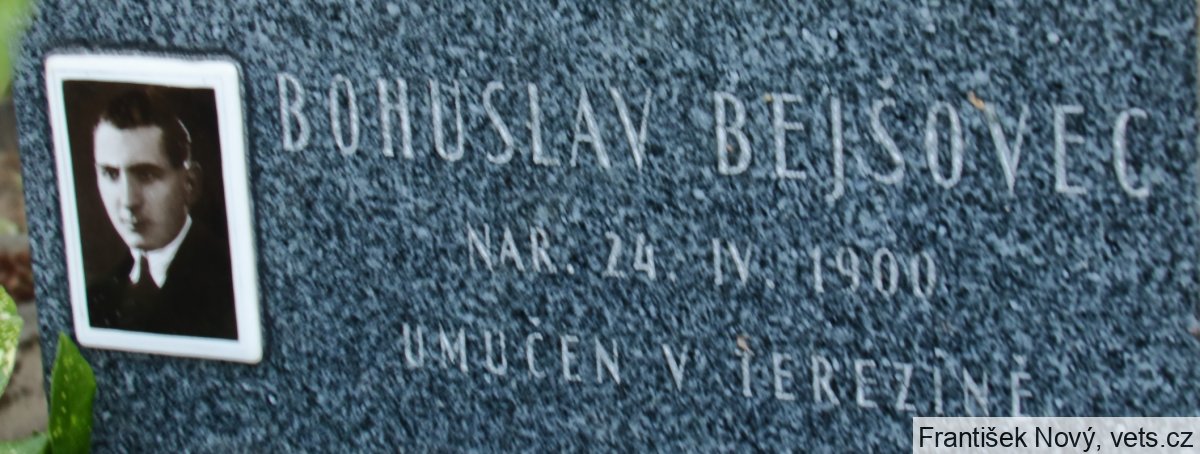 BOHUSLAV BEJŠOVEC
NAR. 24. IV. 1900
UMUČEN V TEREZÍNĚ
František Nový, vets.cz